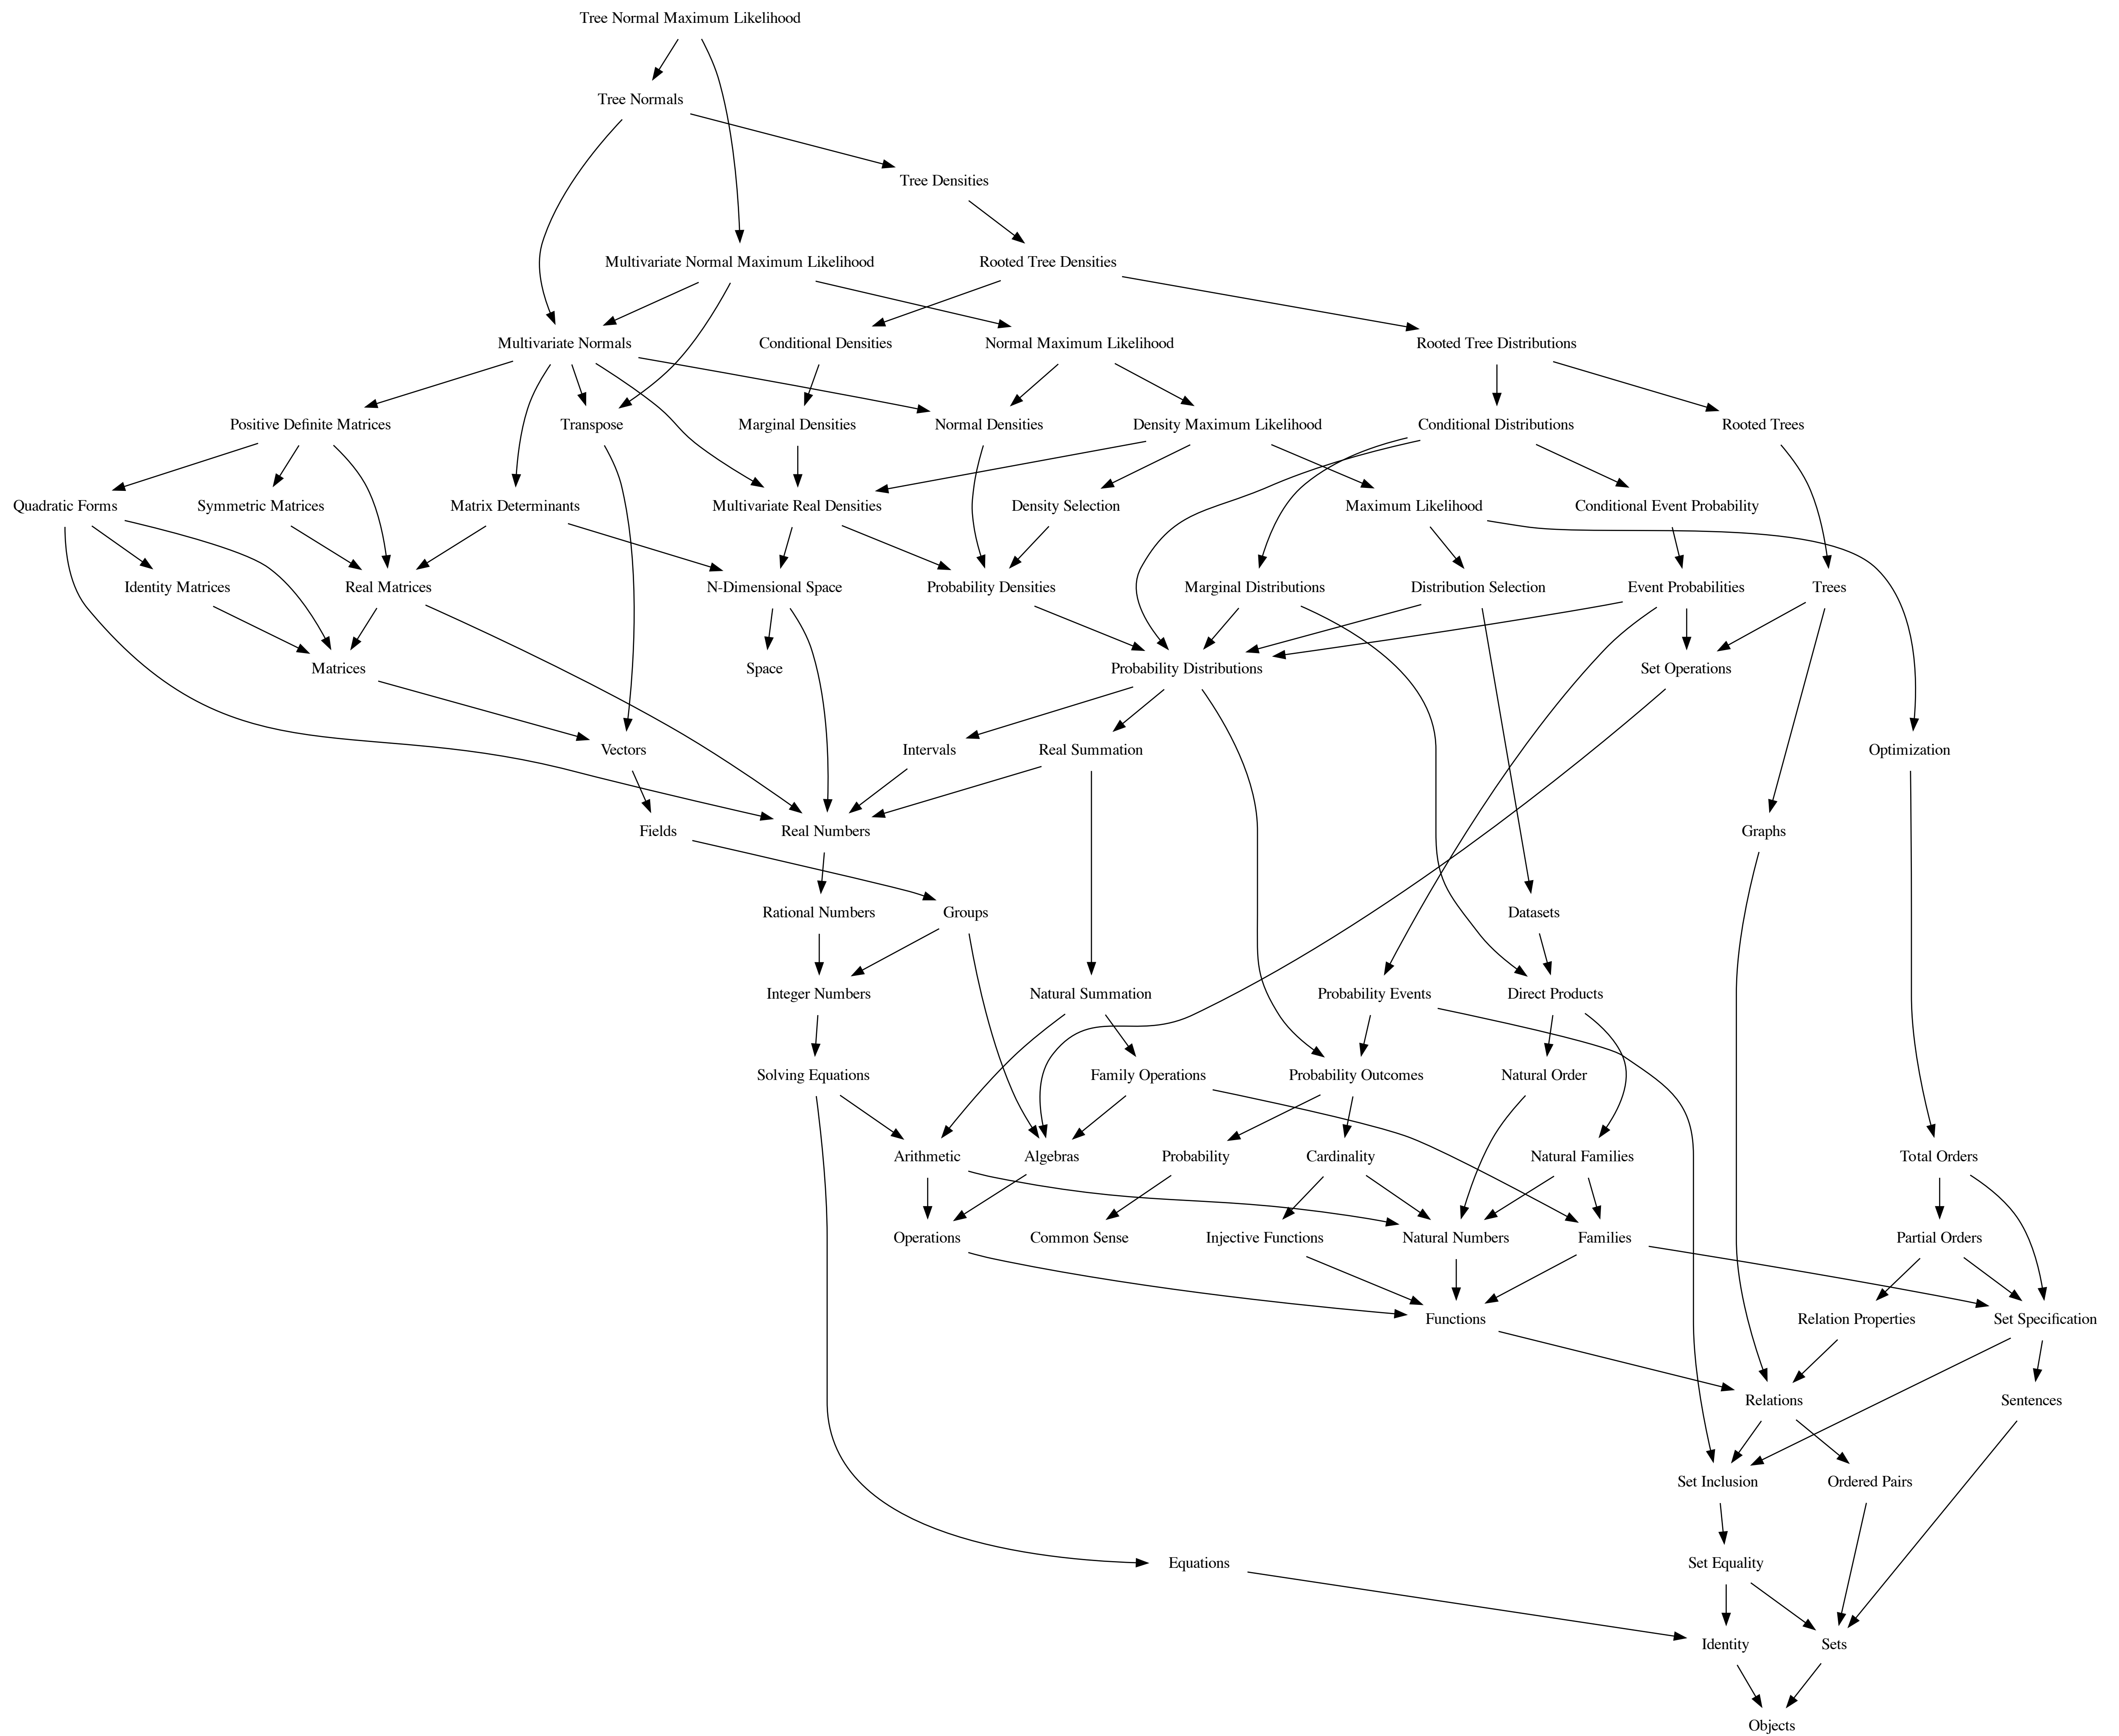 Tree Normal Maximum Likelihood
Tree Normals
Tree Densities
Multivariate Normal Maximum Likelihood
Rooted Tree Densities
Multivariate Normals
Conditional Densities
Normal Maximum Likelihood
Rooted Tree Distributions
Positive Definite Matrices
Transpose
Marginal Densities
Normal Densities
Density Maximum Likelihood
Conditional Distributions
Rooted Trees
Quadratic Forms
Symmetric Matrices
Matrix Determinants
Multivariate Real Densities
Density Selection
Maximum Likelihood
Conditional Event Probability
Identity Matrices
Real Matrices
N-Dimensional Space
Probability Densities
Marginal Distributions
Distribution Selection
Event Probabilities
Trees
Matrices
Space
Probability Distributions
Set Operations
Vectors
Intervals
Real Summation
Optimization
Fields
Real Numbers
Graphs
Rational Numbers
Groups
Datasets
Integer Numbers
Natural Summation
Probability Events
Direct Products
Solving Equations
Family Operations
Probability Outcomes
Natural Order
Arithmetic
Algebras
Probability
Cardinality
Natural Families
Total Orders
Operations
Common Sense
Injective Functions
Natural Numbers
Families
Partial Orders
Functions
Relation Properties
Set Specification
Relations
Sentences
Set Inclusion
Ordered Pairs
Equations
Set Equality
Identity
Sets
Objects